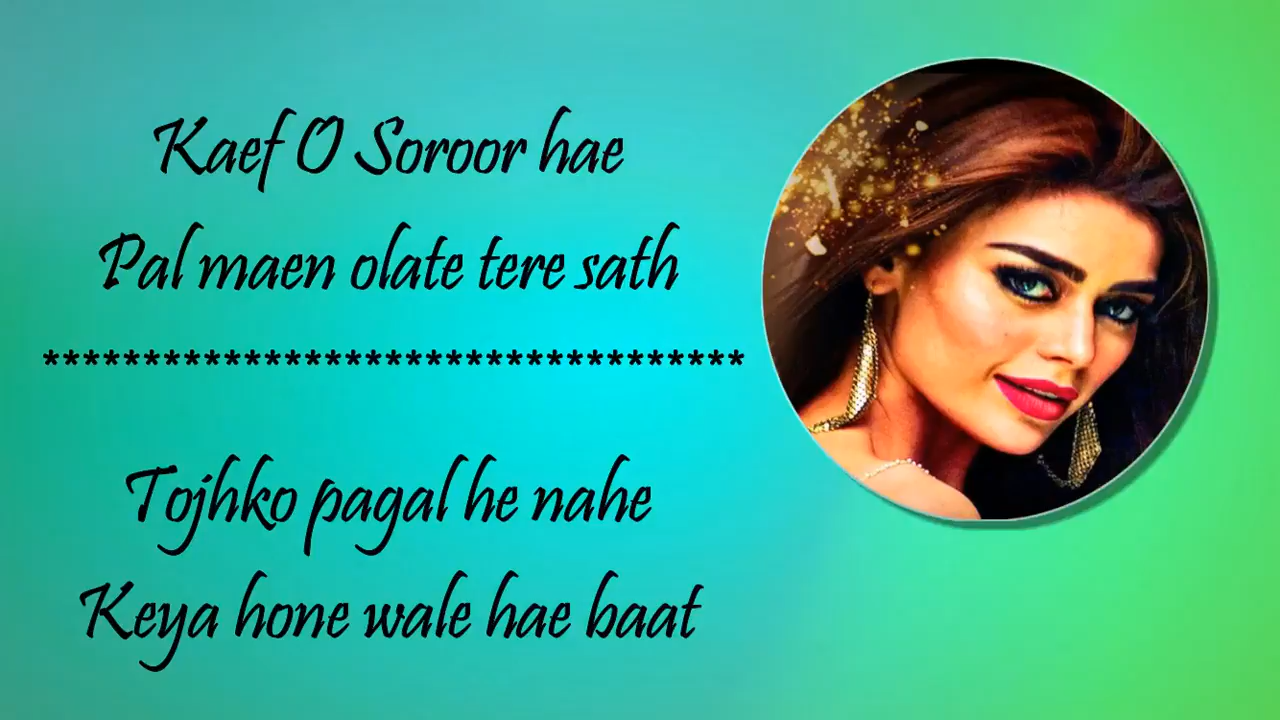 Kaef O Soroor hae
Pal maen olate tere sath
***********************************
Tojhko pagal he nahe
Keya hone wale hae baat